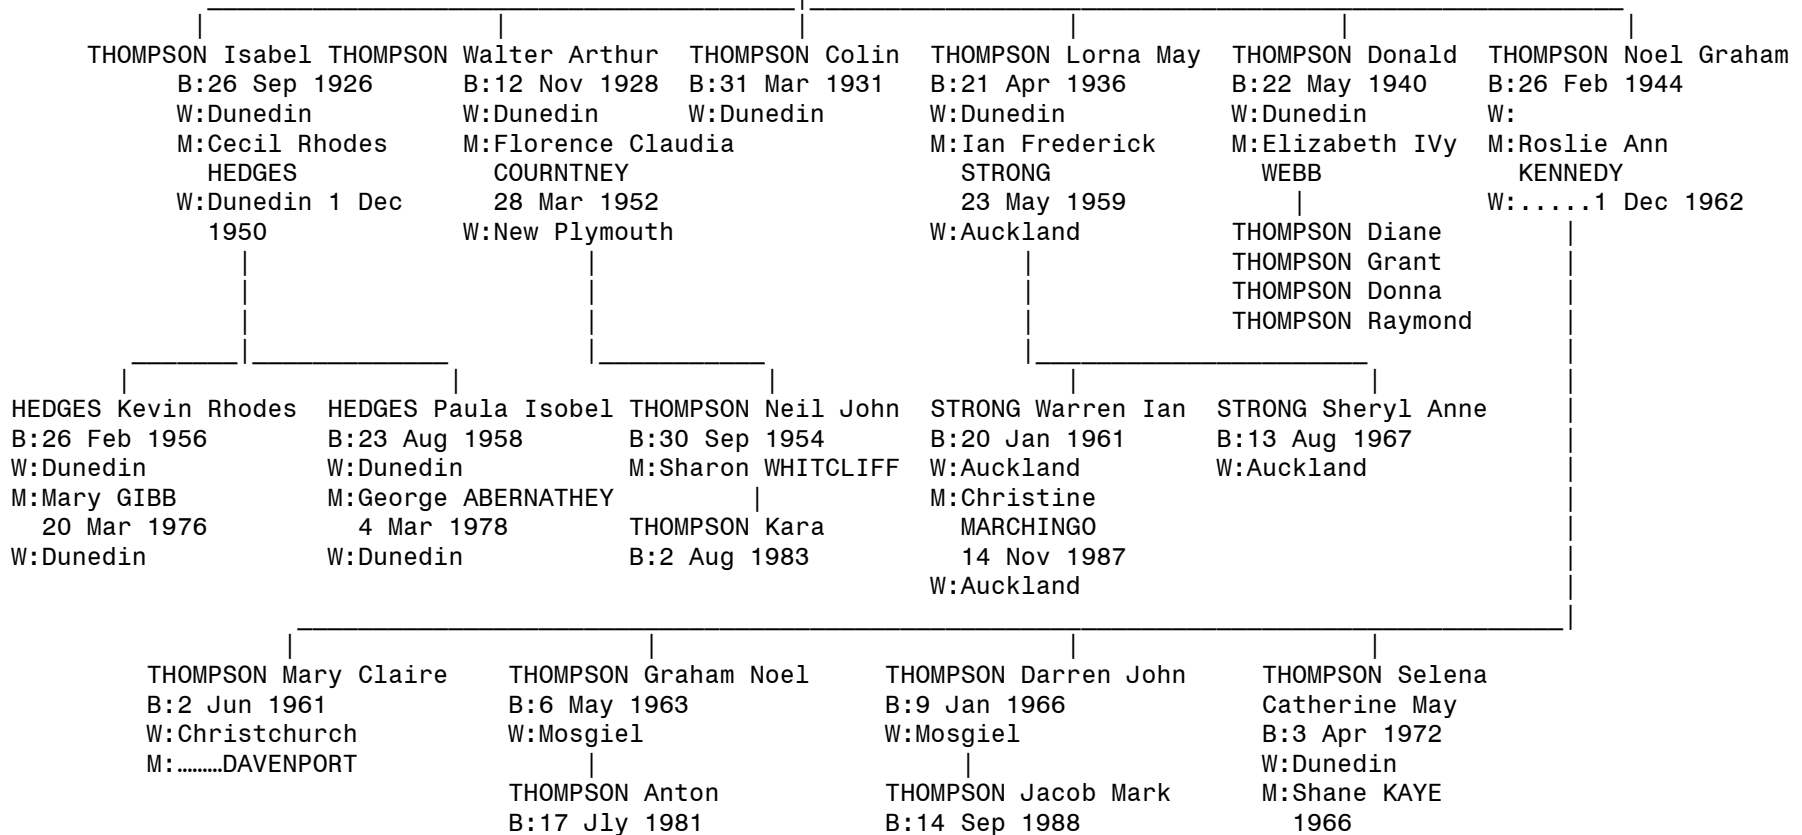 THOMPSON Isabel THOMPSON Walter Arthur THOMPSON Colin THOMPSON Lorna May THOMPSON Donald THOMPSON Noel Graham
B:26 Sep 1926 B:12 Nov 1928 B:31 Mar 1931 B:21 Apr 1936 B:22 May 1940 B:26 Feb 1944
W:Dunedin W:Dunedin W:Dunedin W:Dunedin W:Dunedin W:
M:Cecil Rhodes M:Florence Claudia M:Ian Frederick M:Elizabeth IVy M:Roslie Ann
HEDGES COURNTNEY STRONG WEBB KENNEDY
W:Dunedin 1 Dec 28 Mar 1952 23 May 1959 W:.....1 Dec 1962
1950 W:New Plymouth W:Auckland THOMPSON Diane
THOMPSON Grant
THOMPSON Donna
THOMPSON Raymond
HEDGES Kevin Rhodes HEDGES Paula Isobel THOMPSON Neil John STRONG Warren Ian STRONG Sheryl Anne
B:26 Feb 1956 B:23 Aug 1958 B:30 Sep 1954 B:20 Jan 1961 B:13 Aug 1967
W:Dunedin W:Dunedin M:Sharon WHITCLIFF W:Auckland W:Auckland
M:Mary GIBB M:George ABERNATHEY M:Christine
20 Mar 1976 4 Mar 1978 THOMPSON Kara MARCHINGO
W:Dunedin W:Dunedin B:2 Aug 1983 14 Nov 1987
W:Auckland
THOMPSON Mary Claire THOMPSON Graham Noel THOMPSON Darren John THOMPSON Selena
B:2 Jun 1961 B:6 May 1963 B:9 Jan 1966 Catherine May
W:Christchurch W:Mosgiel W:Mosgiel B:3 Apr 1972
M:………DAVENPORT W:Dunedin
THOMPSON Anton THOMPSON Jacob Mark M:Shane KAYE
B:17 Jly 1981 B:14 Sep 1988 1966